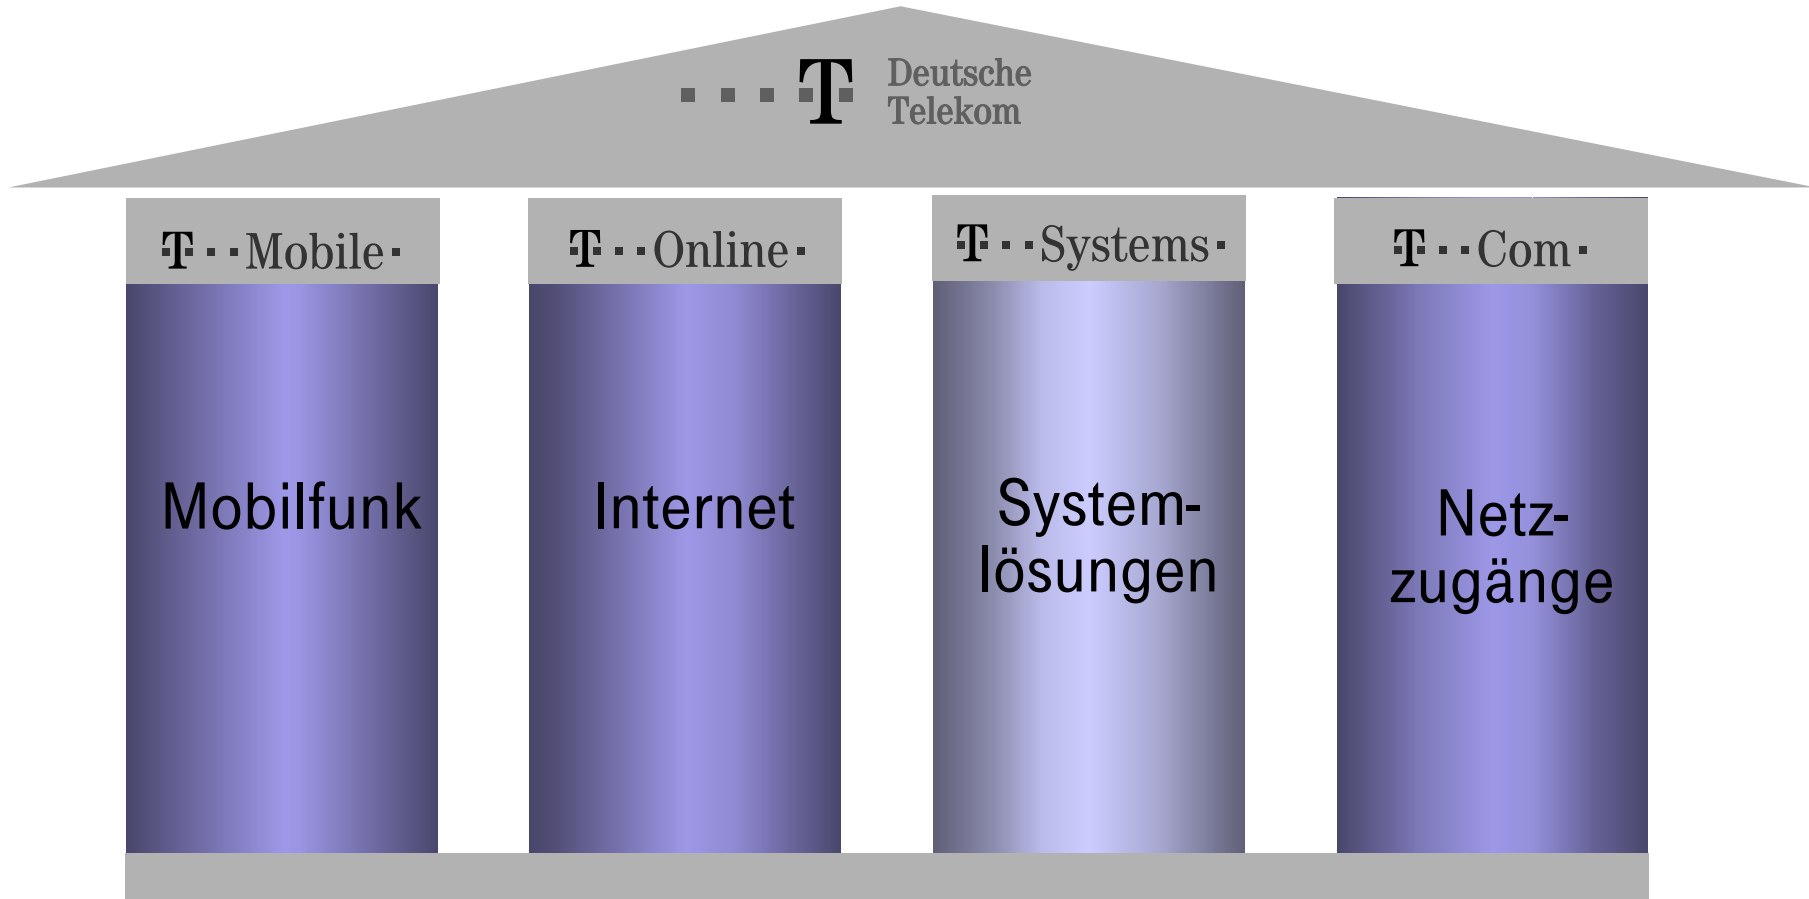 Deutsche
Telekom
T··Mobile·
T··Online·
T··Systems·
T··Com·
Mobilfunk
Internet
System-
lösungen
Netz-
zugänge